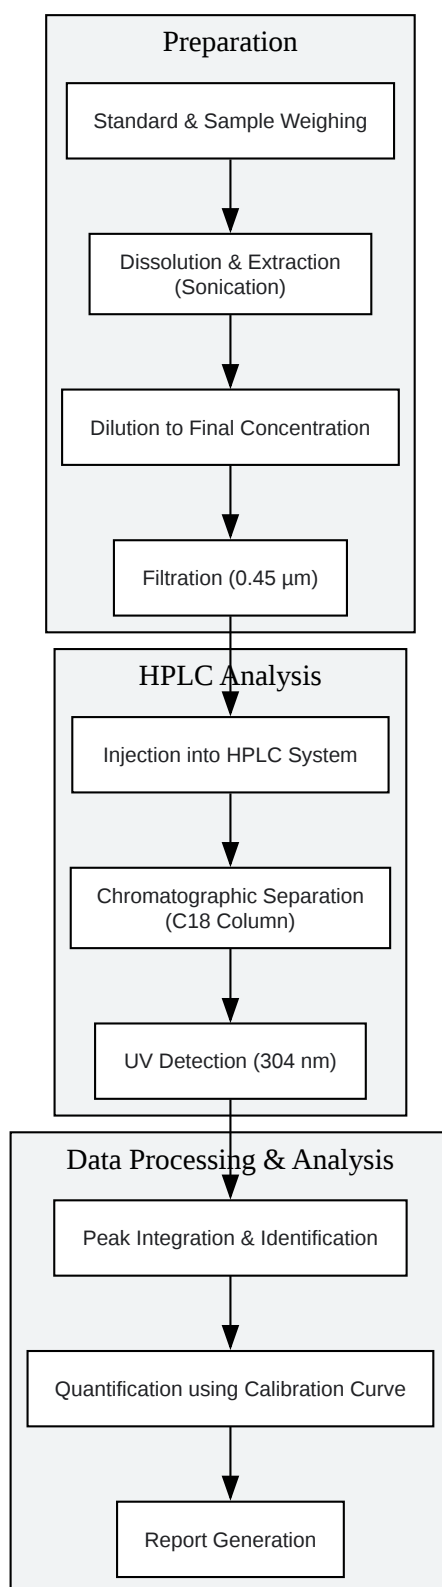 Preparation
Standard & Sample Weighing
Dissolution & Extraction
(Sonication)
Dilution to Final Concentration
Filtration (0.45 µm)
HPLC Analysis
Injection into HPLC System
Chromatographic Separation
(C18 Column)
UV Detection (304 nm)
Data Processing & Analysis
Peak Integration & Identification
Quantification using Calibration Curve
Report Generation